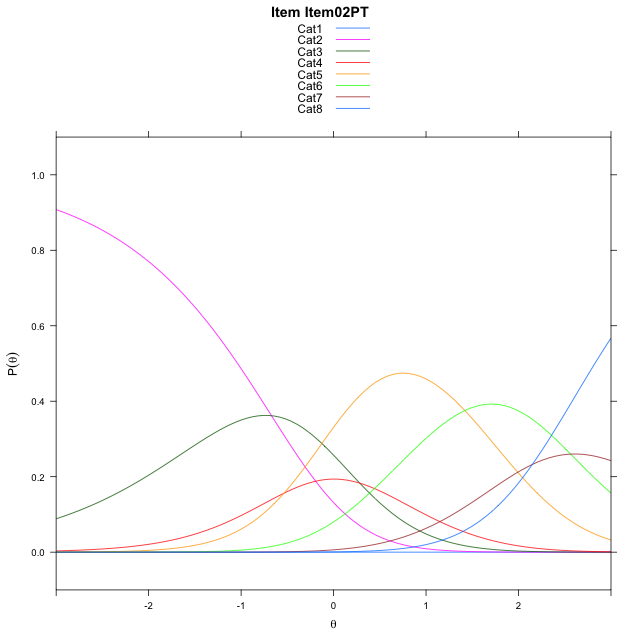 Item Item02PT
Cat1
Cat2
Cat3
Cat4
Cat5
Cat6
Cat7
Cat8
1.0
0.8
0.6
0.4
0.2
0.0
P(θ)
-2 -1 0 1 2
θ